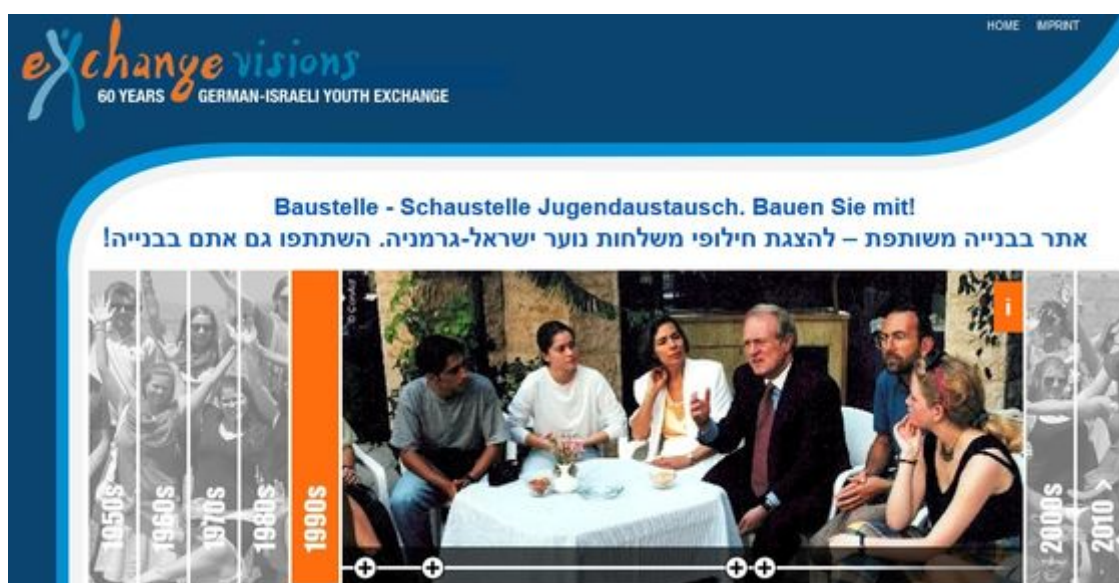 HOME IMPRINT
exchange visions
60 YEARS GERMAN-ISRAELI YOUTH EXCHANGE
Baustelle - Schaustelle Jugendaustausch. Bauen Sie mit!
אתר בבנייה משותפת – להצגת חילופי משלחות נוער ישראל-גרמניה. השתתפו גם אתם בבנייה!
i
1950s
1960s
1970s
1980s
1990s
2000s
2010 >